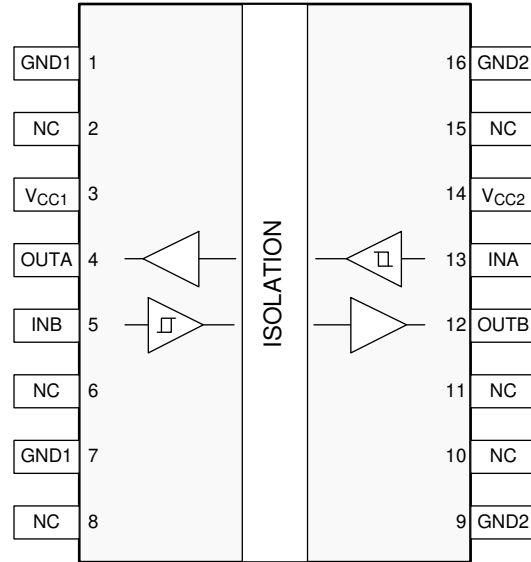 GND1 1 16 GND2
NC 2 15 NC
VCC1 3 14 VCC2
OUTA 4 13 INA
INB 5 12 OUTB
NC 6 11 NC
GND1 7 10 NC
NC 8 9 GND2
ISOLATION